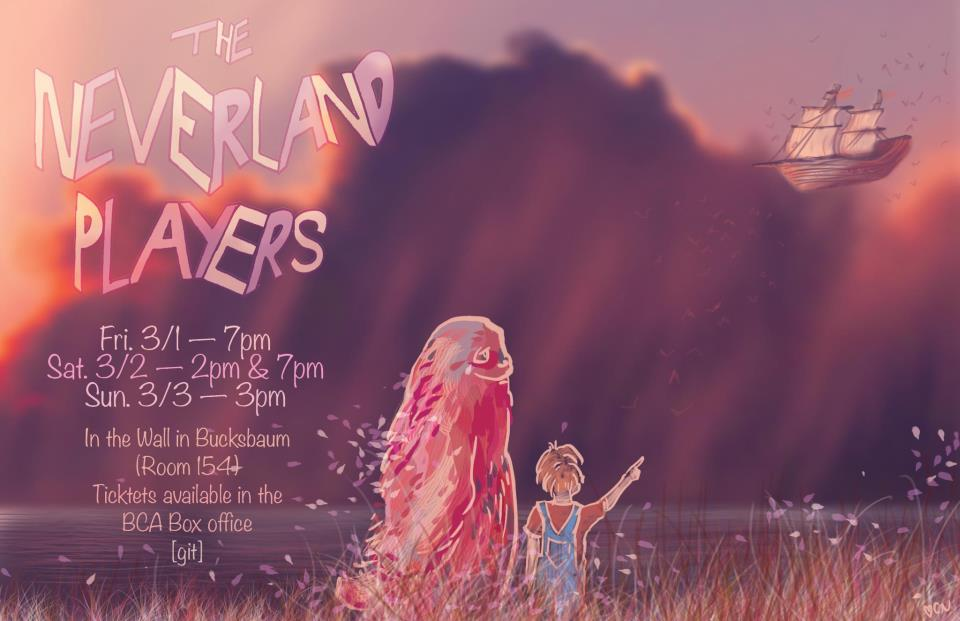 THE
NEVERLAND
PLAYERS
Fri. 3/1 — 7pm
Sat. 3/2 — 2pm & 7pm
Sun. 3/3 — 3pm
In the Wall in Bucksbaum
(Room 154)
Ticktets available in the
BCA Box office
[git]
♡CN